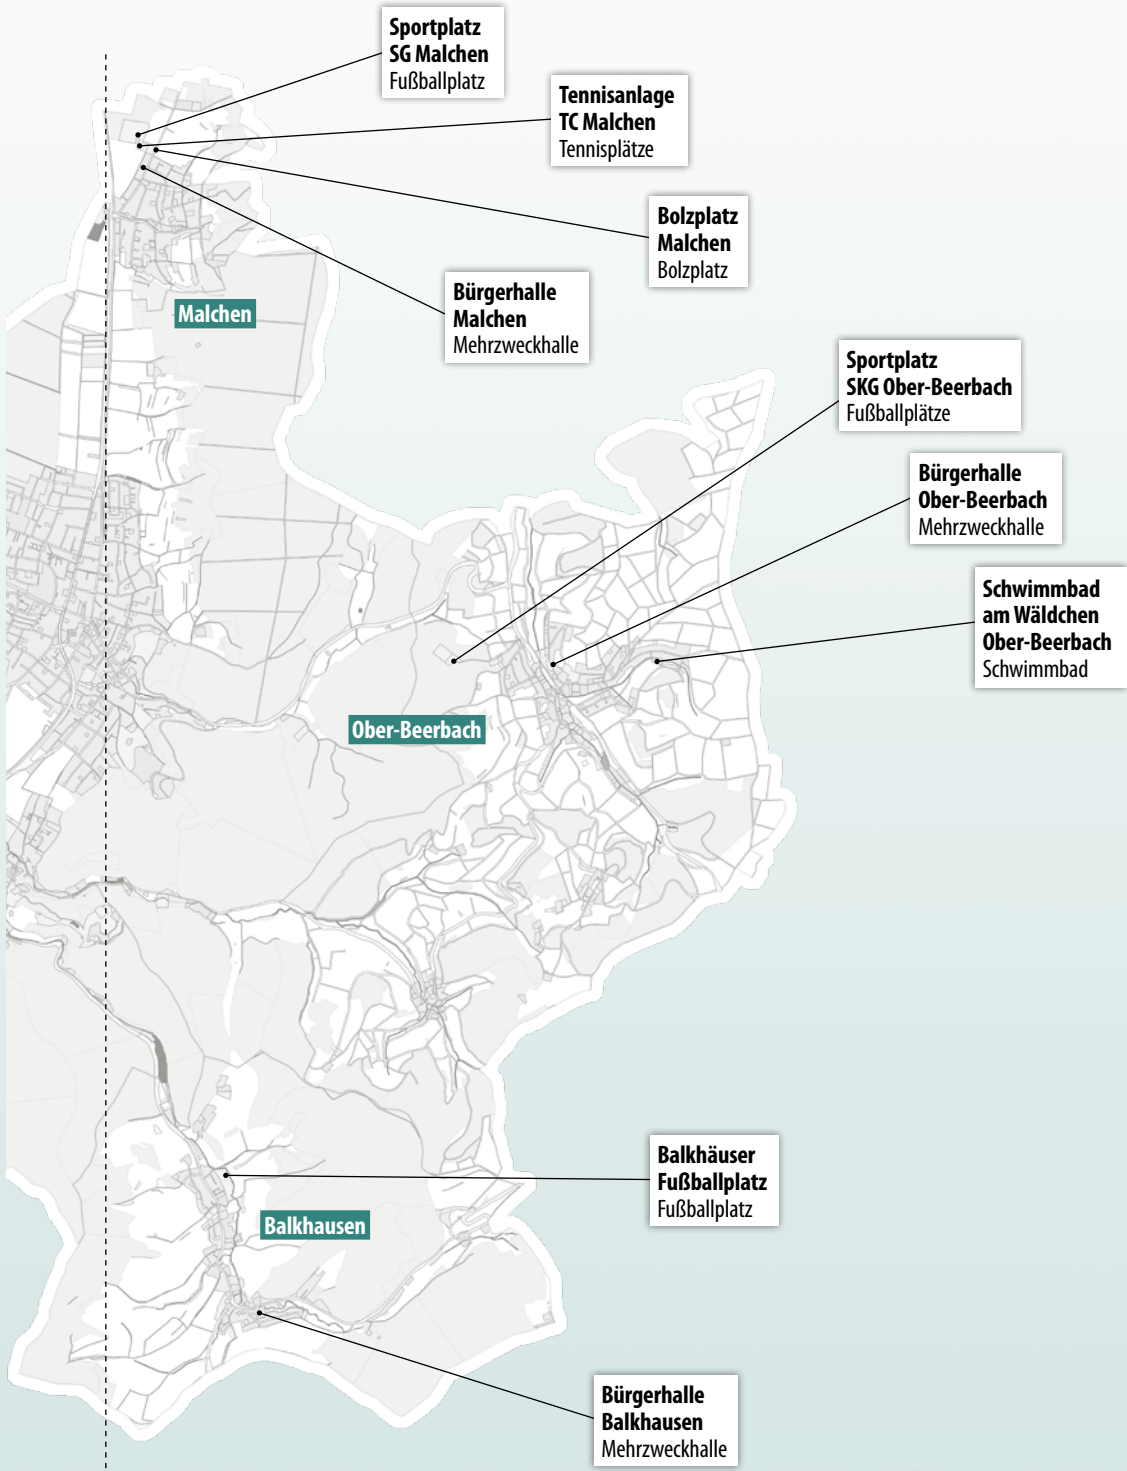 Sportplatz
SG Malchen
Fußballplatz
Tennisanlage
TC Malchen
Tennisplätze
Bolzplatz
Malchen
Bolzplatz
Bürgerhalle
Malchen
Mehrzweckhalle
Malchen
Sportplatz
SKG Ober-Beerbach
Fußballplätze
Bürgerhalle
Ober-Beerbach
Mehrzweckhalle
Schwimmbad
am Wäldchen
Ober-Beerbach
Schwimmbad
Ober-Beerbach
Balkhäuser
Fußballplatz
Fußballplatz
Balkhausen
Bürgerhalle
Balkhausen
Mehrzweckhalle